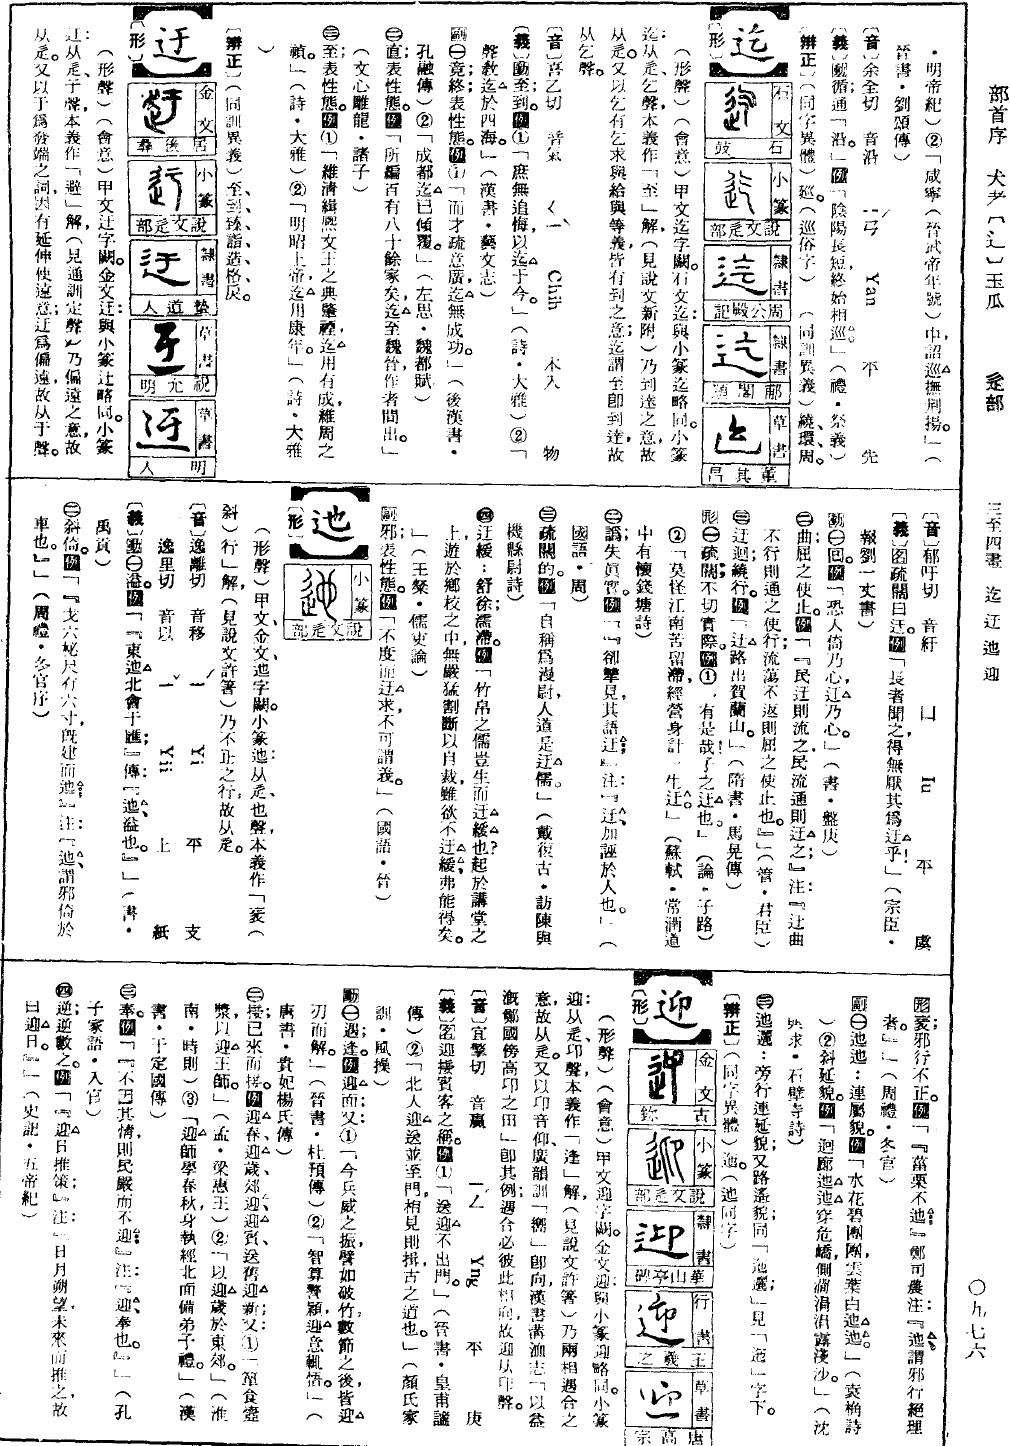 部首序 犬歺冖〔辶〕玉瓜 辵部
三至四畫 迄迂迆迎
〇九七六
・明帝紀）②「咸寧（晉武帝年號）中詔巡撫荆揚。」（
晉書・劉頌傳）
〔音〕余全切 音沿 ㄧㄢ Yan 平 先
〔義〕動循通「沿。」例「陰陽長短終始相巡。」（禮・祭義）
〔辨正〕（同字異體）巡（巡俗字）（同訓異義）繞、環、周。
迄
〔形〕
石文 石鼓
小篆 說文辵部
隸書 周公殿記
隸書 郙閣頌
草書 董其昌
（形聲）（會意）甲文迄字闕。石文迄：與小篆迄略同。小篆
迄：从辵、乞聲，本義作「至」解（見說文新附）乃到達之意，故
从辵。又以乞有乞求與給與等義，皆有到之意；迄謂至卽到達，故
从乞聲。
〔音〕喜乙切 音氣 ㄑㄧˋ Chih 木入 物
〔義〕動至；到。例①「庶無追悔，以迄于今。」（詩・大雅）②「
聲教迄於四海。」（漢書・藝文志）
副㊀竟；終；表性態。例①「而才疏意廣，迄無成功。」（後漢書・
孔融傳）②「成都迄已傾覆。」（左思・魏都賦）
㊁直；表性態。例「所編百有八十餘家矣；迄至魏晉，作者間出。」
（文心雕龍・諸子）
㊂至；表性態。例①「維清緝熙，文王之典；肇禋，迄用有成，維周之
禎。」（詩・大雅）②「明昭上帝，迄用康年。」（詩・大雅
）
〔辨正〕（同訓異義）至、到、臻、詣、造、格、戾。
迂
〔形〕
金文 居後彝
小篆 說文辵部
隸書 蟄道人
草書 祝允明
草書 明人
（形聲）（會意）甲文迂字闕。金文迂：與小篆迂略同。小篆
迂：从辵、于聲，本義作「避」解（見通訓定聲）乃偏遠之意，故
从辵。又以于爲發端之詞，因有延伸使遠意；迂爲偏遠，故从于聲。
〔音〕郁吁切 音紆 ㄩ Iu 平 虞
〔義〕名疏闊曰迂。例「長者聞之，得無厭其爲迂乎！」（宗臣・
報劉一丈書）
動㊀回。例「恐人倚乃心，迂乃心。」（書・盤庚）
㊁曲屈之使止。例「『民迂則流之，民流通則迂之；』注：『迂，曲
不行則通之使行，流蕩不返則屈之使止也。』」（管・君臣）
㊂迂迴；繞行。例「迂路出賀蘭山。」（隋書・馬晃傳）
形㊀疏闊；不切實際。例①「有是哉！子之迂也。」（論・子路）
②「莫怪江南苦留滯，經營身計一生迂。」（蘇軾・常潤道
中有懷錢塘詩）
㊁譌；失眞實。例「『郤犨見其語迂；』注：『迂，加誣於人也。』」（
國語・周）
㊂疏闊的。例「自稱爲漫尉，人道是迂儒。」（戴復古・訪陳與
機縣尉詩）
㊃迂緩：舒徐；濡滯。例「竹帛之儒豈生而迂緩也？起於講堂之
上，遊於鄉校之中，無嚴猛割斷以自裁，雖欲不迂緩，弗能得矣。
」（王粲・儒吏論）
副邪；表性態。例「不度而迂求，不可謂義。」（國語・晉）
迆
〔形〕
小篆 說文辵部
（形聲）甲文金文迆字闕。小篆迆：从辵、也聲，本義作「衺（
斜）行」解，（見說文許箸）乃不正之行，故从辵。
〔音〕逸離切 音移 ㄧˊ Yi 平 支
逸里切 音以 ㄧˇ Yii 上 紙
〔義〕動㊀溢。例「『東迆北會于匯；』傳：『迆，溢也。』」（書・
禹貢）
㊁斜倚。例「『戈六柲尺有六寸，旣建而迆；』注：『迆，謂邪倚於
車也。』」（周禮・冬官序）
形衺；邪行不正。例「『菑栗不迆；』鄭司農注：『迆，謂邪行絕理
者。』」（周禮・冬官）
副㊀迆迆：連屬貌。例「水花碧團團，雲葉白迆迆。」（袁桷詩
）②斜延貌。例「迴廊迆迆穿危嶠，側澗涓涓露淺沙。」（沈
與求・石壁寺詩）
㊂迆邐：旁行連延貌；又路遙貌，同「迤邐」見「迤」字下。
〔辨正〕（同字異體）迤。（迆同字）
迎
〔形〕
金文 古鉨
小篆 說文辵部
隸書 華山亭碑
行書 王羲之
草書 唐高宗
（形聲）（會意）甲文迎字闕。金文迎：與小篆迎略同。小篆
迎：从辵、卬聲，本義作「逢」解，（見說文許箸）乃兩相遇合之
意，故从辵。又以卬音仰，廣韻訓「嚮」卽向，漢書溝洫志「以益
漑鄭國傍高卬之田」卽其例；遇合必彼此相向，故迎从卬聲。
〔音〕宜擎切 音贏 ㄧㄥˊ Yng 平 庚
〔義〕名迎接賓客之稱。例①「送迎不出門。」（晉書・皇甫謐
傳）②「北人迎送並至門，相見則揖，古之道也。」（顏氏家
訓・風操）
動㊀遇；逢。例迎面；又：①「今兵威之振，譬如破竹，數節之後，皆迎
刃而解。」（晉書・杜預傳）②「智算警穎，迎意輒悟。」（
唐書・貴妃楊氏傳）
㊁接；已來而接。例迎春、迎歲、郊迎、迎賓、送舊迎新；又：①「簞食壺
漿，以迎王師。」（孟・梁惠王）②「以迎歲於東郊。」（淮
南・時則）③「迎師學春秋，身執經，北面備弟子禮。」（漢
書・于定國傳）
㊂奉。例「『不因其情，則民嚴而不迎；』注：『迎，奉也。』」（孔
子家語・入官）
㊃逆；逆數之。例「『迎日推策；』注：『日月朔望未來而推之，故
曰迎日。』」（史記・五帝紀）